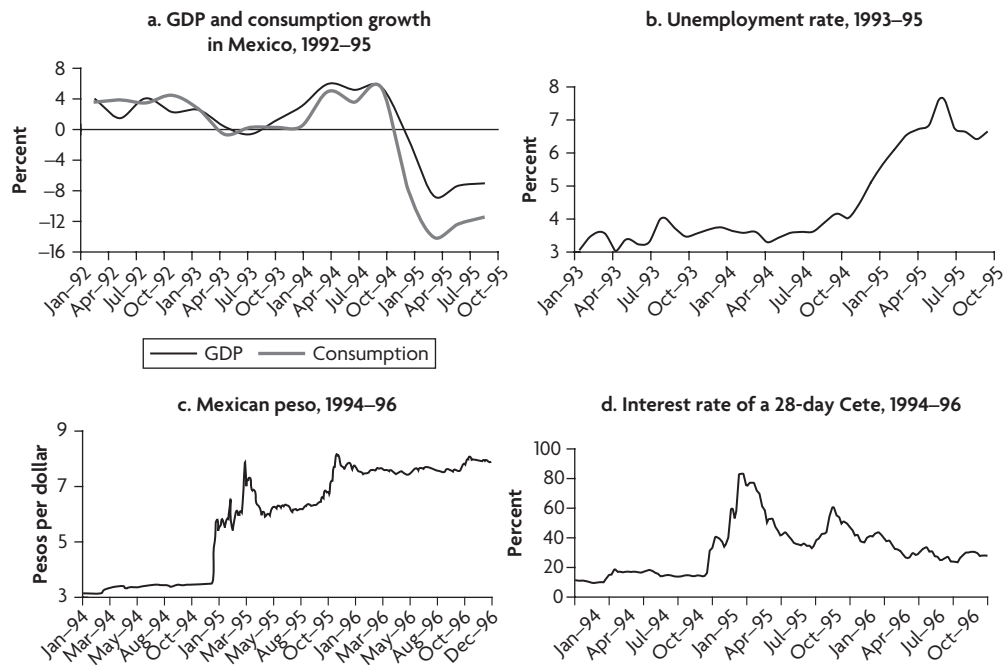 a. GDP and consumption growth
in Mexico, 1992–95
8
4
0
–4
–8
–12
–16
Percent
Jan–92
Apr–92
Jul–92
Oct–92
Jan–93
Apr–93
Jul–93
Oct–93
Jan–94
Apr–94
Jul–94
Oct–94
Jan–95
Apr–95
Jul–95
Oct–95
GDP
Consumption
b. Unemployment rate, 1993–95
8
7
6
5
4
3
Percent
Jan–93
Apr–93
Jul–93
Oct–93
Jan–94
Apr–94
Jul–94
Oct–94
Jan–95
Apr–95
Jul–95
Oct–95
c. Mexican peso, 1994–96
9
7
5
3
Pesos per dollar
Jan–94
Mar–94
May–94
Aug–94
Oct–94
Jan–95
Mar–95
May–95
Aug–95
Oct–95
Jan–96
Mar–96
May–96
Aug–96
Oct–96
Dec–96
d. Interest rate of a 28-day Cete, 1994–96
100
80
60
40
20
0
Percent
Jan–94
Apr–94
Jul–94
Oct–94
Jan–95
Apr–95
Jul–95
Oct–95
Jan–96
Apr–96
Jul–96
Oct–96